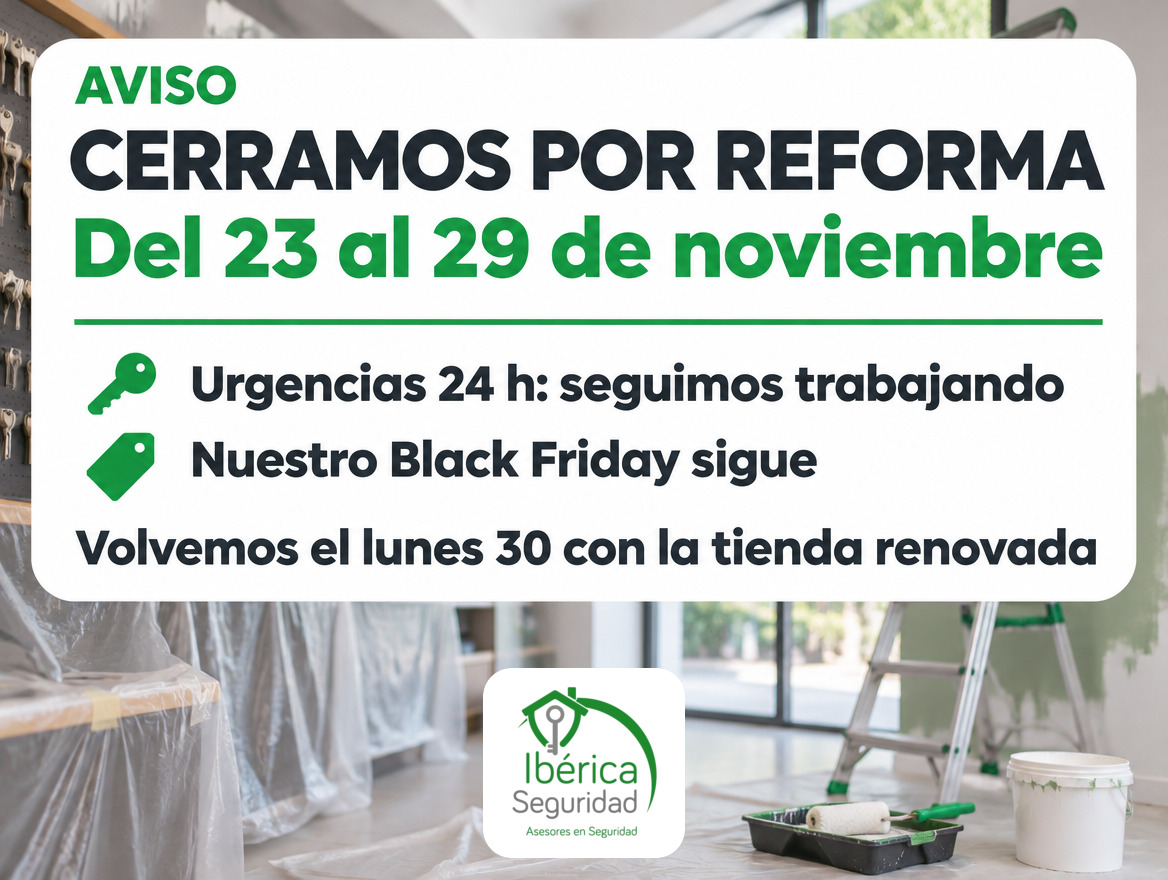 AVISO
CERRAMOS POR REFORMA
Del 23 al 29 de noviembre
Urgencias 24 h: seguimos trabajando
Nuestro Black Friday sigue
Volvemos el lunes 30 con la tienda renovada
Ibérica
Seguridad
Asesores en Seguridad